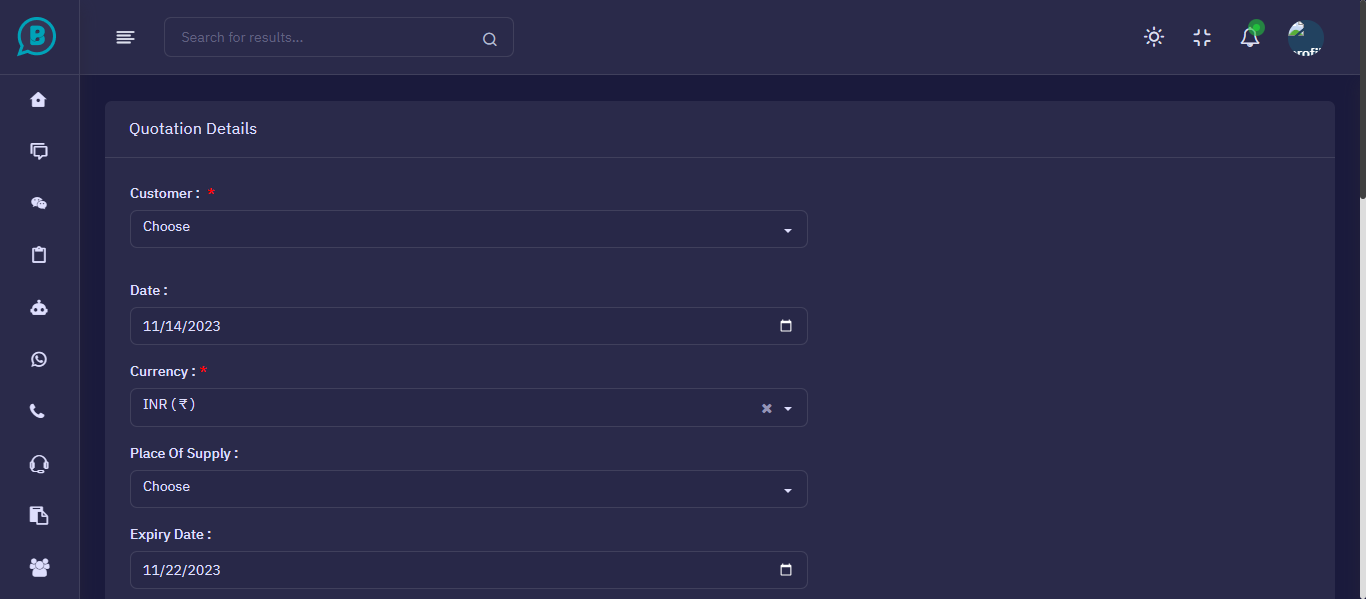 B
Search for results...
rofil
Quotation Details
Customer : *
Choose
Date :
11/14/2023
Currency : *
INR (₹)
Place Of Supply :
Choose
Expiry Date :
11/22/2023